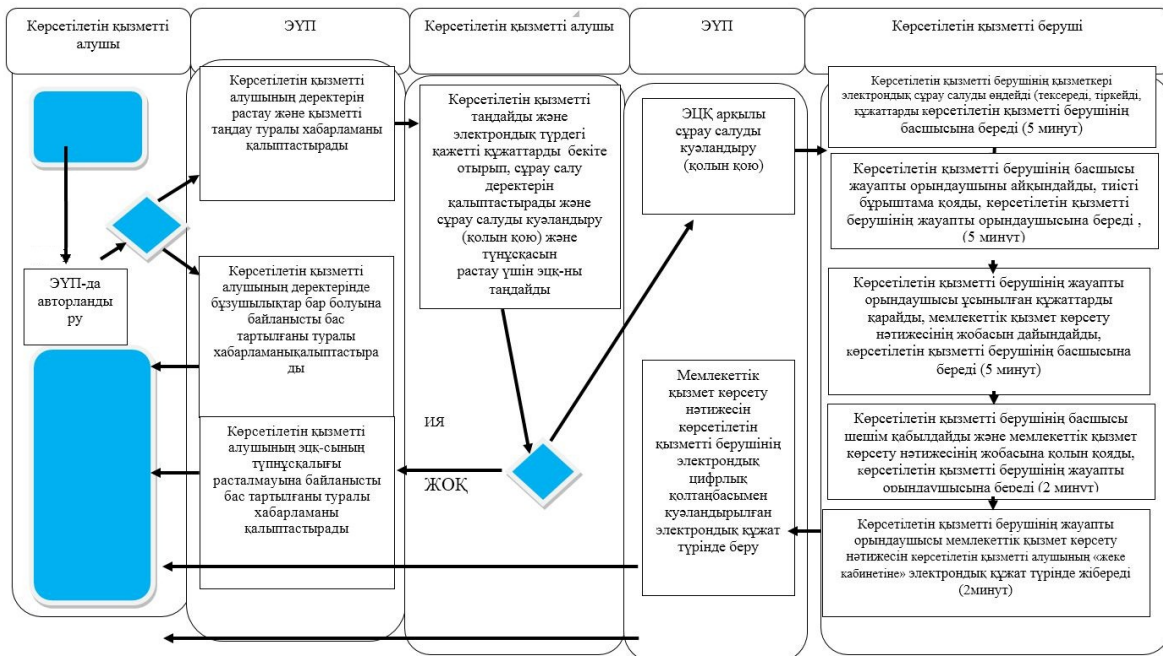 Көрсетілетін қызметті
алушы
ЭҮП
Көрсетілетін қызметті алушы
ЭҮП
Көрсетілетін қызметті беруші
ЭҮП-да
авторланды
ру
Көрсетілетін қызметті
алушының деректерін
растау және қызметті
таңдау туралы хабарламаны
қалыптастырады
Көрсетілетін қызметті
алушының деректерінде
бұзушылықтар бар болуына
байланысты бас
тартылғаны туралы
хабарламанықалыптастыра
ды
Көрсетілетін қызметті
алушының эцк-сының
түпнұсқалығы
расталмауына байланысты
бас тартылғаны туралы
хабарламаны
қалыптастырады
Көрсетілетін қызметті
таңдайды және
электрондық түрдегі
қажетті құжаттарды бекіте
отырып, сұрау салу
деректерін
қалыптастырады және
сұрау салуды куәландыру
(қолын қою) және
түнұсқасын
растау үшін эцк-ны
таңдайды
ИЯ
ЖОҚ
ЭЦҚ арқылы
сұрау салуды
куәландыру
(қолын қою)
Мемлекеттік
қызмет көрсету
нәтижесін
көрсетілетін
қызметті берушінің
электрондық
цифрлық
қолтаңбасымен
куәландырылған
электрондық құжат
түрінде беру
Көрсетілетін қызметті берушінің қызметкері
электрондық сұрау салуды өңдейді (тексереді, тіркейді,
құжаттарды көрсетілетін қызметті берушінің
басшысына береді (5 минут)
Көрсетілетін қызметті берушінің басшысы
жауапты орындаушыны айқындайды, тиісті
бұрыштама қояды, көрсетілетін қызметті
берушінің жауапты орындаушысына береді ,
(5 минут)
Көрсетілетін қызметті берушінің жауапты
орындаушысы ұсынылған құжаттарды
қарайды, мемлекеттік қызмет көрсету
нәтижесінің жобасын дайындайды,
көрсетілетін қызметті берушінің басшысына
береді (5 минут)
Көрсетілетін қызметті берушінің басшысы
шешім қабылдайды және мемлекеттік қызмет
көрсету нәтижесінің жобасына қолын қояды,
көрсетілетін қызметті берушінің жауапты
орындаушысына береді (2 минут)
Көрсетілетін қызметті берушінің жауапты
орындаушысы мемлекеттік қызмет көрсету
нәтижесін көрсетілетін қызметті алушының «жеке
кабинетіне» электрондық құжат түрінде жібереді
(2минут)